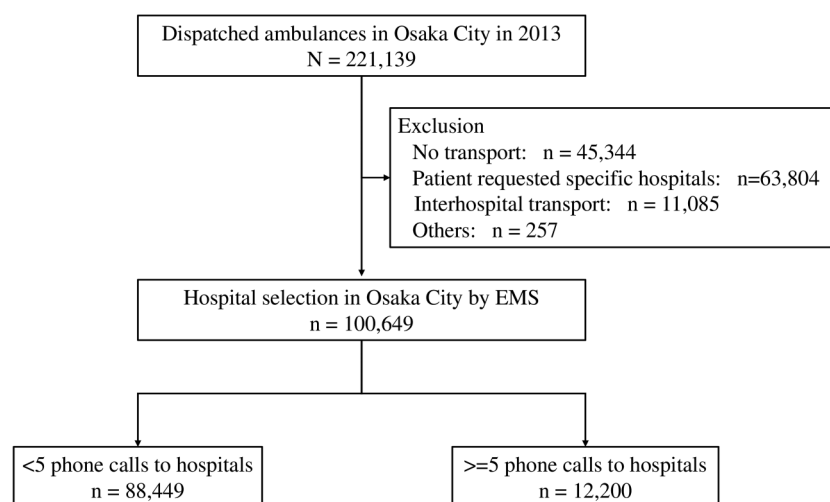 Dispatched ambulances in Osaka City in 2013
N = 221,139
Exclusion
No transport: n = 45,344
Patient requested specific hospitals: n=63,804
Interhospital transport: n = 11,085
Others: n = 257
Hospital selection in Osaka City by EMS
n = 100,649
<5 phone calls to hospitals
n = 88,449
>=5 phone calls to hospitals
n = 12,200